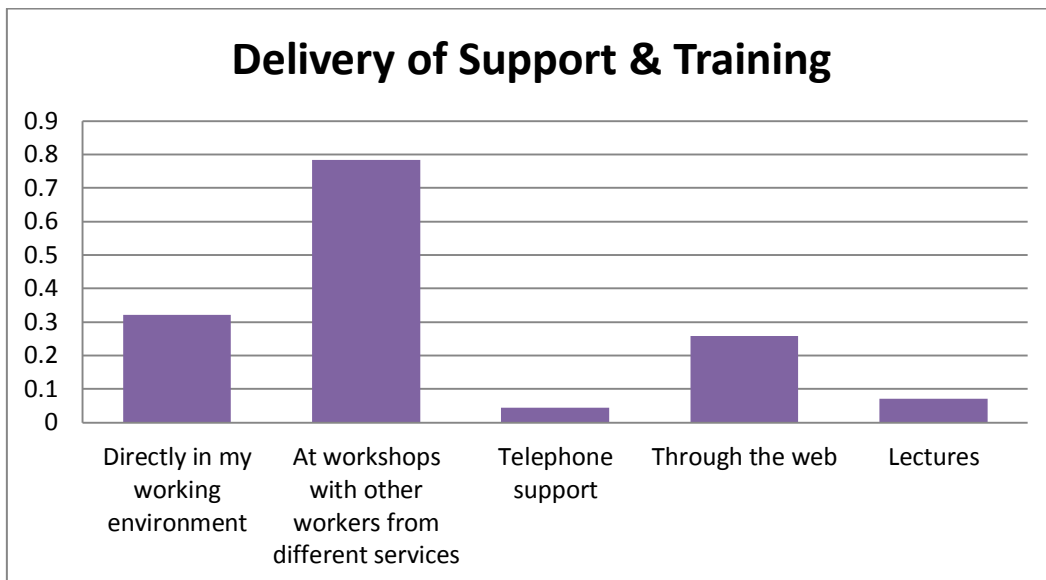 Delivery of Support & Training
0.9
0.8
0.7
0.6
0.5
0.4
0.3
0.2
0.1
0
Directly in my
working
environment
At workshops
with other
workers from
different services
Telephone
support
Through the web
Lectures